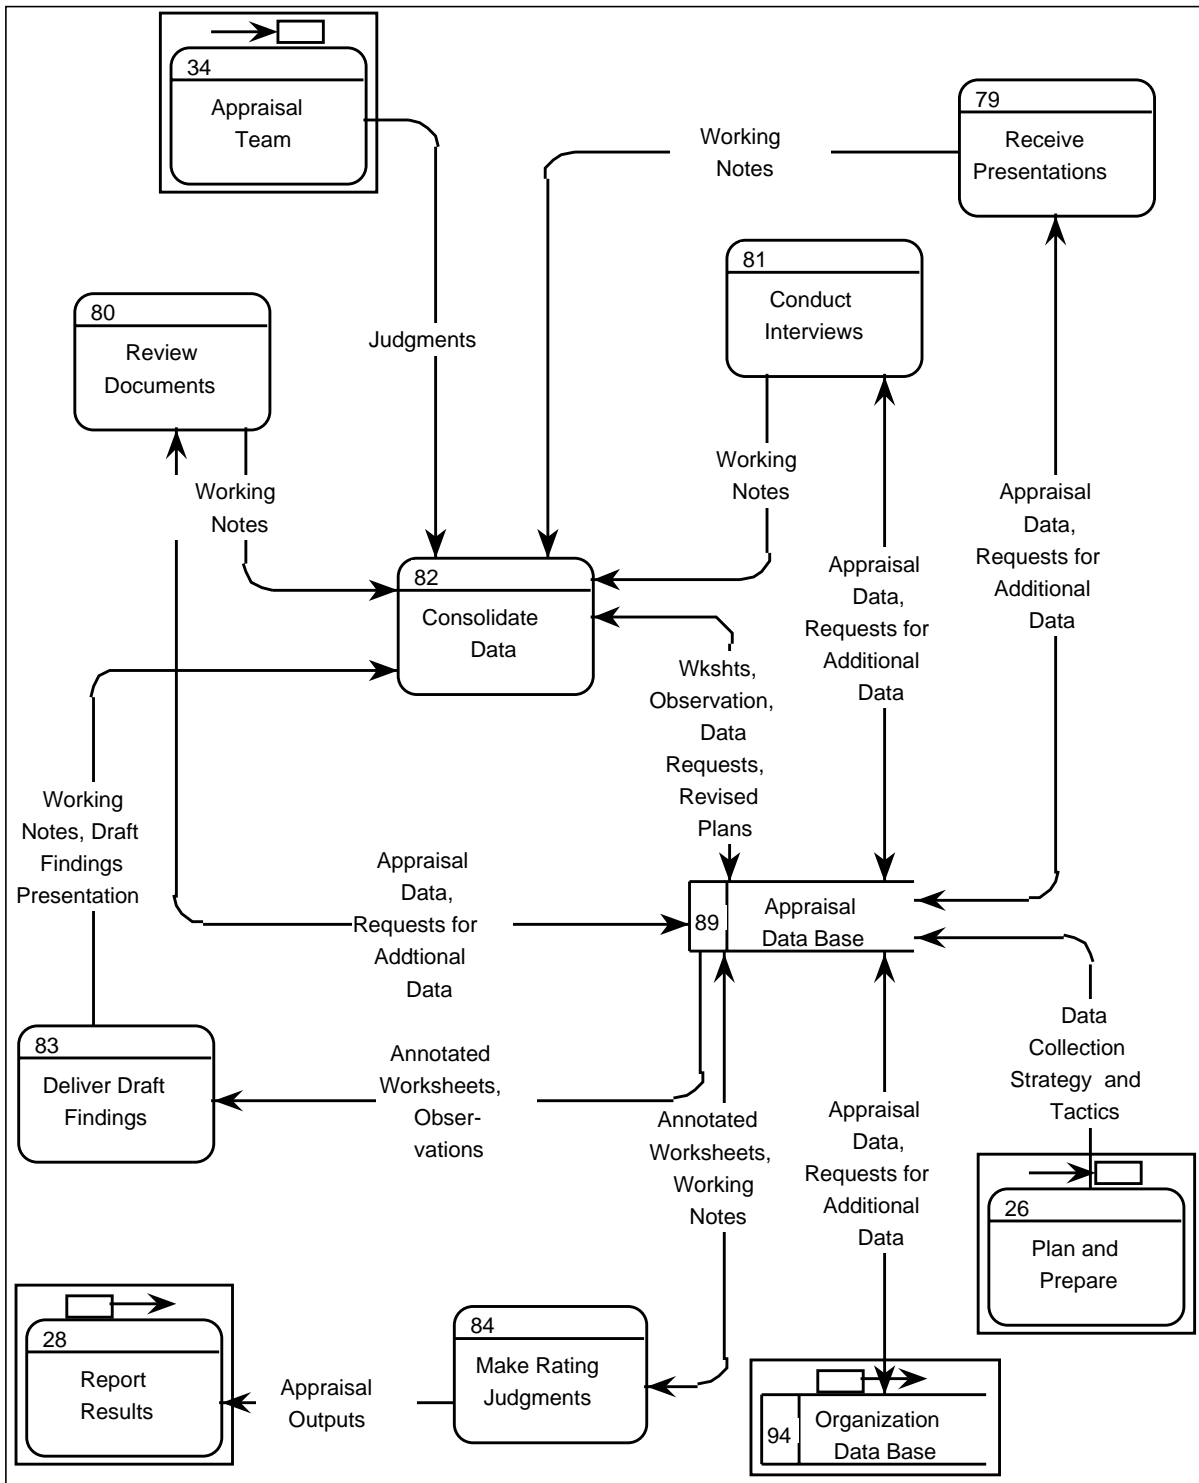 34
Appraisal
Team
79
Receive
Presentations
Working
Notes
81
Conduct
Interviews
80
Review
Documents
Judgments
Working
Notes
Working
Notes
Appraisal
Data,
Requests for
Additional
Data
Appraisal
Data,
Requests for
Additional
Data
82
Consolidate
Data
Wkshts,
Observation,
Data
Requests,
Revised
Plans
Working
Notes, Draft
Findings
Presentation
Appraisal
Data,
Requests for
Addtional
Data
89
Appraisal
Data Base
83
Deliver Draft
Findings
Annotated
Worksheets,
Obser-
vations
Annotated
Worksheets,
Working
Notes
Appraisal
Data,
Requests for
Additional
Data
Data
Collection
Strategy and
Tactics
26
Plan and
Prepare
28
Report
Results
Appraisal
Outputs
84
Make Rating
Judgments
94
Organization
Data Base